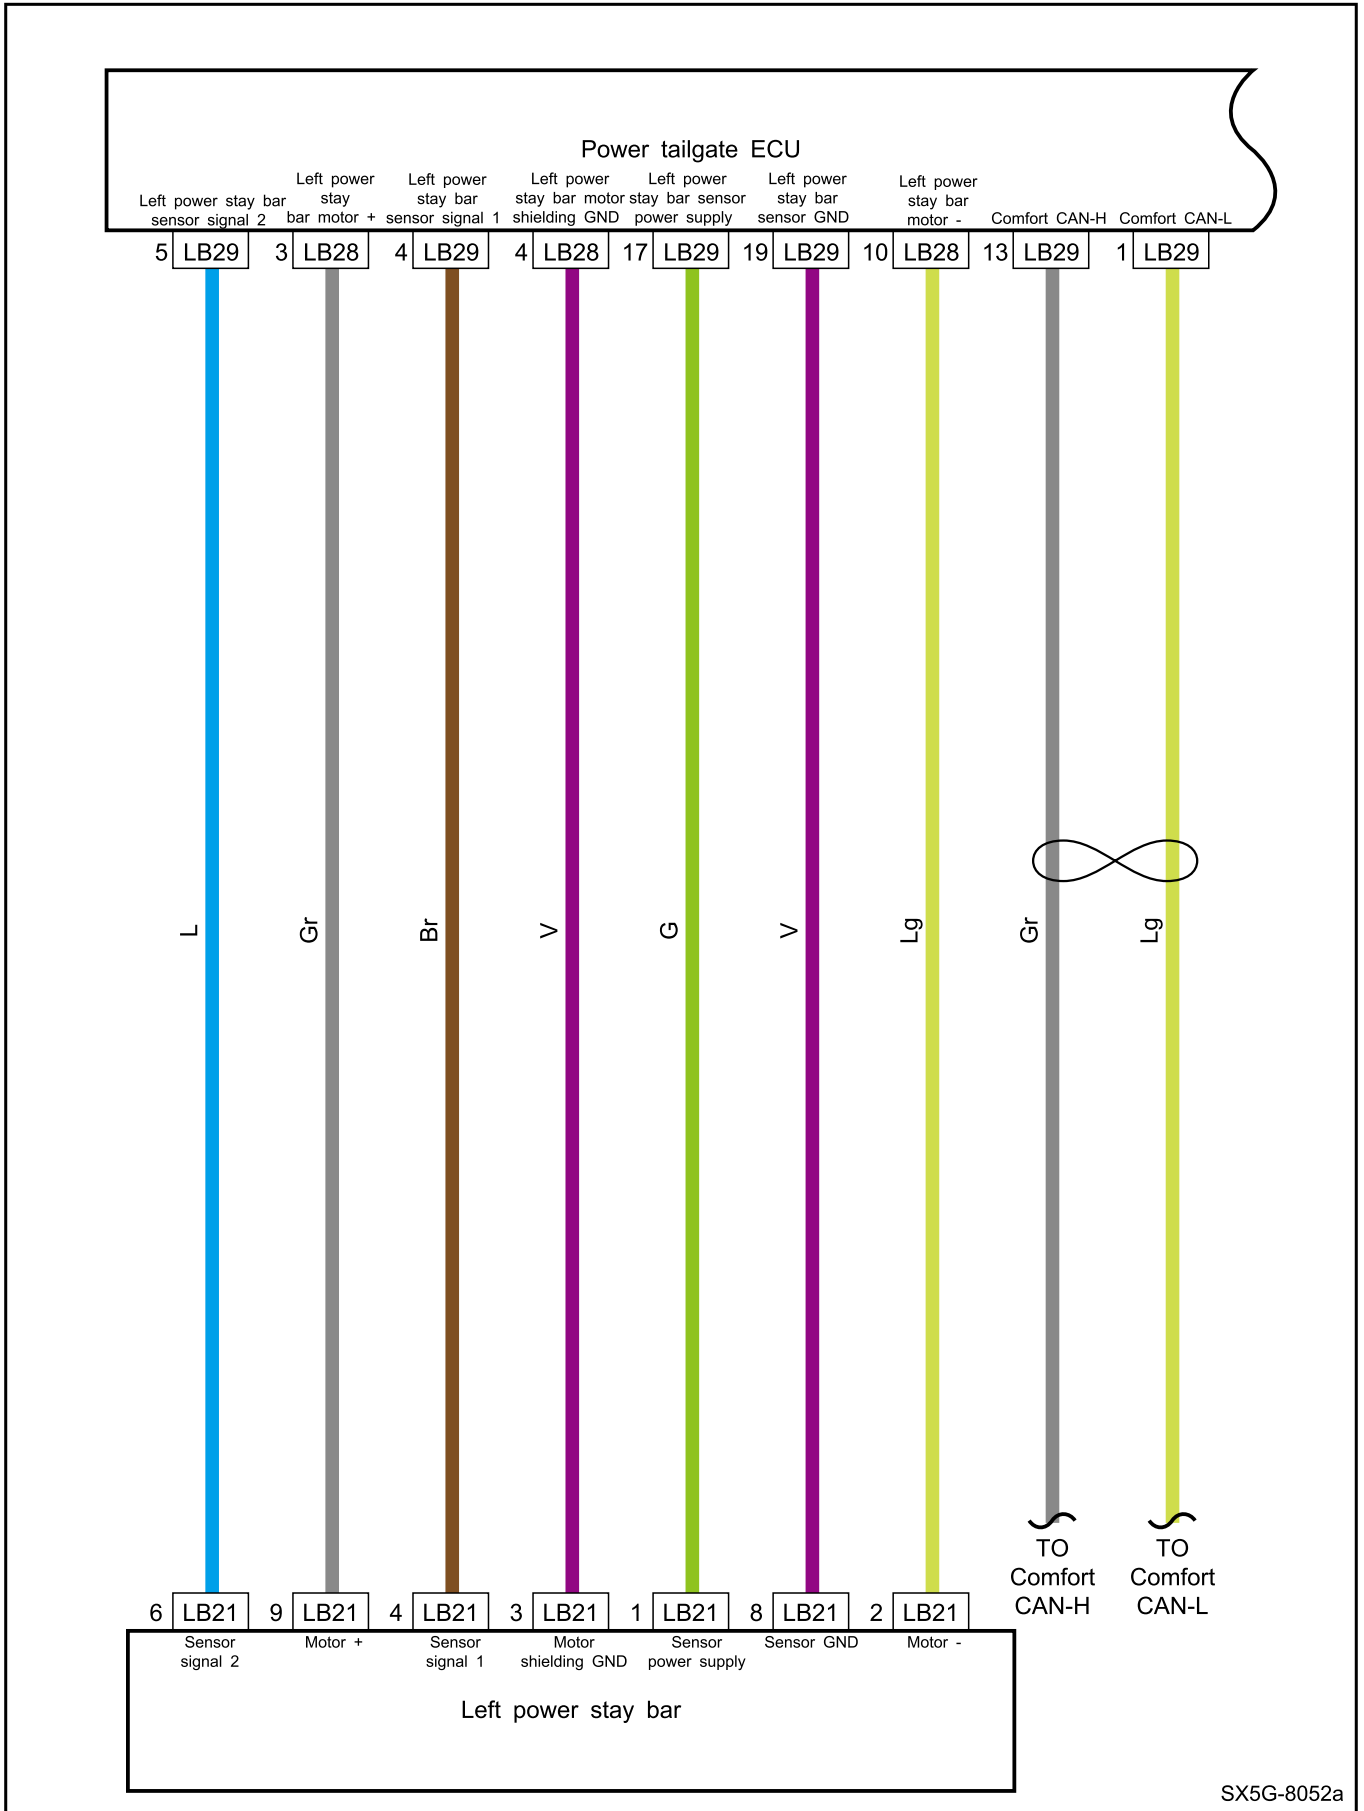 Power tailgate ECU
Left power stay bar
sensor signal 2
Left power
stay
bar motor +
Left power
stay bar
sensor signal 1
Left power
stay bar motor
shielding GND
Left power
stay bar sensor
power supply
Left power
stay bar
sensor GND
Left power
stay bar
motor -
Comfort CAN-H
Comfort CAN-L
5 LB29
3 LB28
4 LB29
4 LB28
17 LB29
19 LB29
10 LB28
13 LB29
1 LB29
L
Gr
Br
V
G
V
Lg
Gr
Lg
TO
Comfort
CAN-H
TO
Comfort
CAN-L
6 LB21
9 LB21
4 LB21
3 LB21
1 LB21
8 LB21
2 LB21
Sensor
signal 2
Motor +
Sensor
signal 1
Motor
shielding GND
Sensor
power supply
Sensor GND
Motor -
Left power stay bar
SX5G-8052a